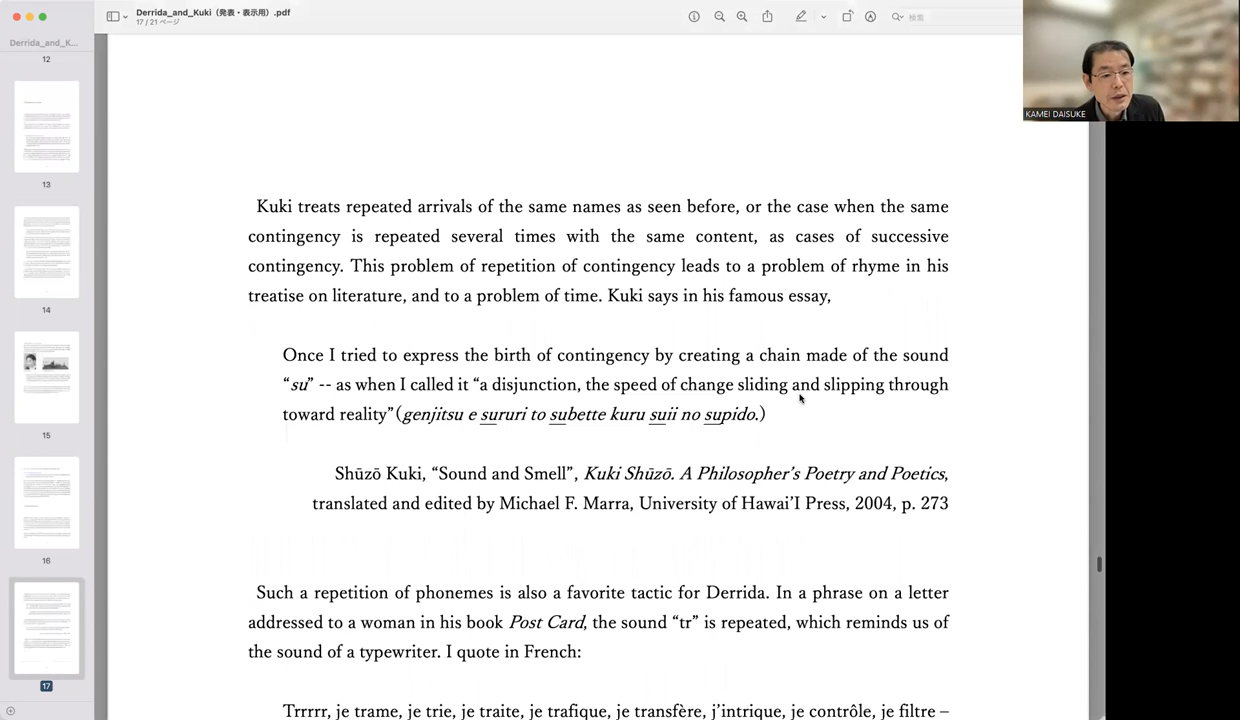 Derrida_and_Kuki（発表・表示用）.pdf
17 / 21 ページ
検索
Derrida_and_K...
12
13
14
15
16
17
KAMEI DAISUKE
Kuki treats repeated arrivals of the same names as seen before, or the case when the same
contingency is repeated several times with the same content, as cases of successive
contingency. This problem of repetition of contingency leads to a problem of rhyme in his
treatise on literature, and to a problem of time. Kuki says in his famous essay,
Once I tried to express the birth of contingency by creating a chain made of the sound
“su” -- as when I called it “a disjunction, the speed of change sliding and slipping through
toward reality”(genjitsu e sururi to subette kuru suii no supido.)
Shūzō Kuki, “Sound and Smell”, Kuki Shūzō. A Philosopher’s Poetry and Poetics,
translated and edited by Michael F. Marra, University of Hawai’I Press, 2004, p. 273
Such a repetition of phonemes is also a favorite tactic for Derrida. In a phrase on a letter
addressed to a woman in his book Post Card, the sound “tr” is repeated, which reminds us of
the sound of a typewriter. I quote in French:
Trrrrr, je trame, je trie, je traite, je trafique, je transfère, j’intrique, je contrôle, je filtre –